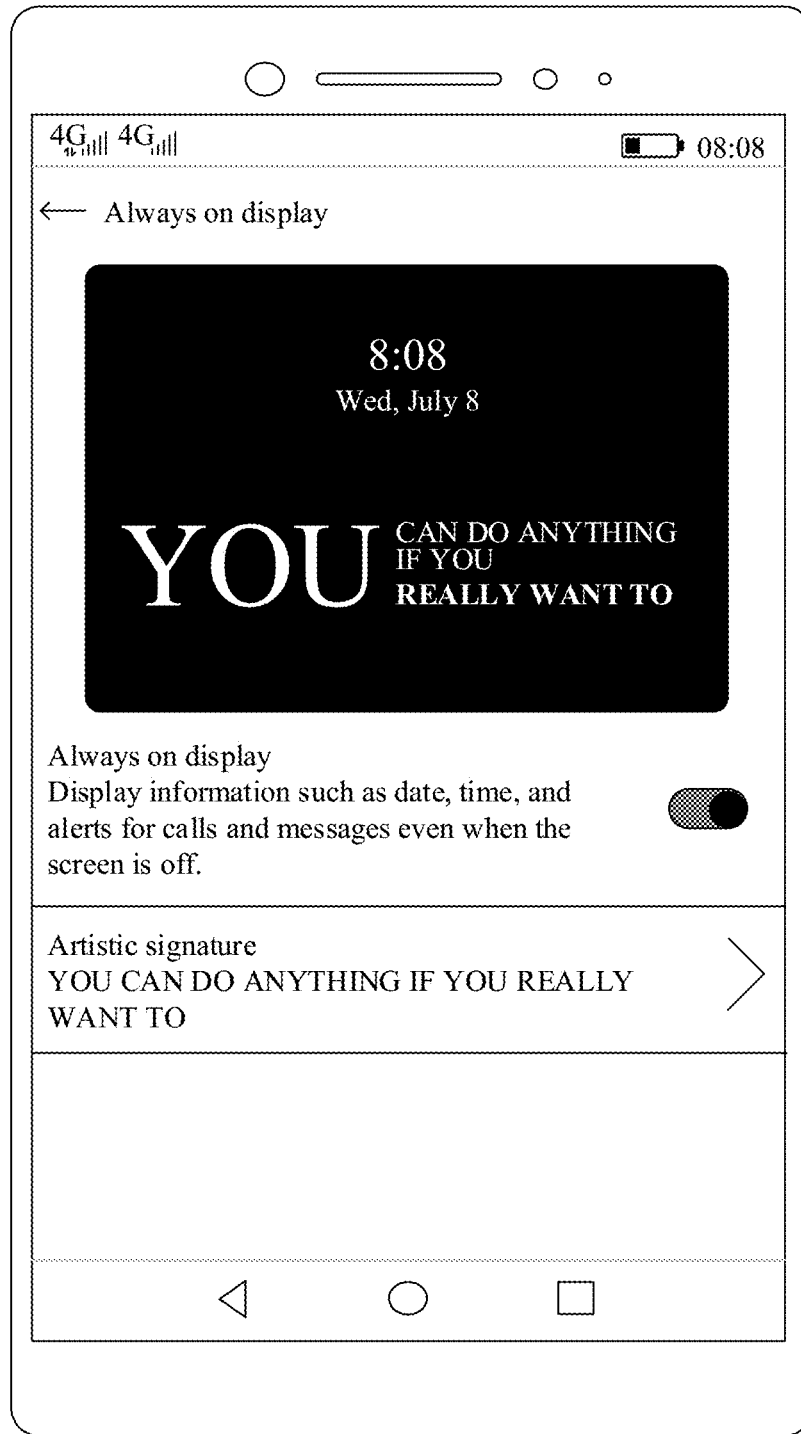 4G 4G 08:08
Always on display
8:08
Wed, July 8
YOU CAN DO ANYTHING
IF YOU
REALLY WANT TO
Always on display
Display information such as date, time, and
alerts for calls and messages even when the
screen is off.
Artistic signature
YOU CAN DO ANYTHING IF YOU REALLY
WANT TO